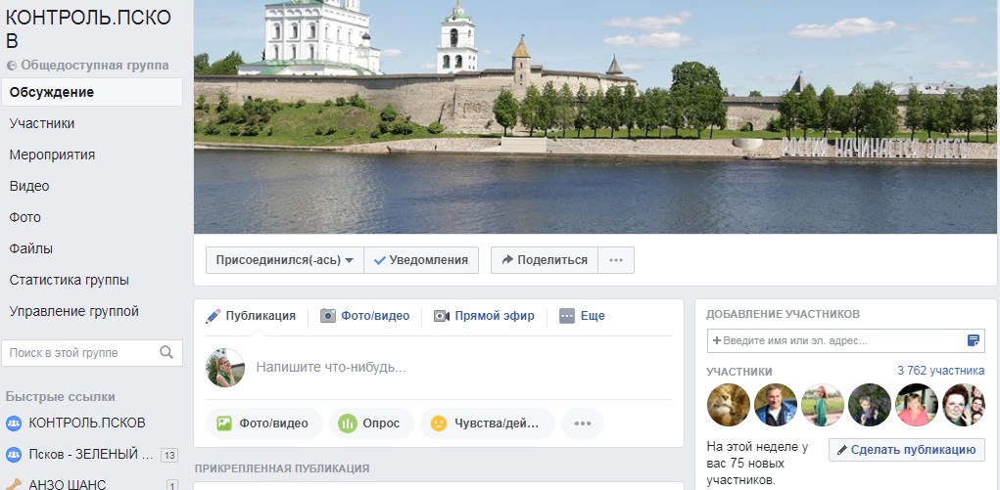 КОНТРОЛЬ.ПСКО
В
Общедоступная группа
Обсуждение
Участники
Мероприятия
Видео
Фото
Файлы
Статистика группы
Управление группой
Поиск в этой группе
Быстрые ссылки
КОНТРОЛЬ.ПСКОВ
Псков - ЗЕЛЕНЫЙ ... 13
АНЗО ШАНС 1
РОССИЯ НАЧИНАЕТСЯ ЗДЕСЬ
Присоединился(-ась) Уведомления Поделиться ...
Публикация Фото/видео Прямой эфир Еще
Напишите что-нибудь...
Фото/видео Опрос Чувства/дей... ...
ПРИКРЕПЛЕННАЯ ПУБЛИКАЦИЯ
ДОБАВЛЕНИЕ УЧАСТНИКОВ
+ Введите имя или эл. адрес...
УЧАСТНИКИ 3 762 участника
На этой неделе у
вас 75 новых
участников.
Сделать публикацию